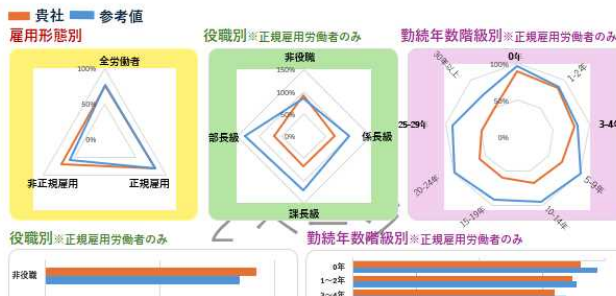 貴社 参考値
雇用形態別
全労働者
100%
50%
0%
非正規雇用
正規雇用
役職別※正規雇用労働者のみ
非役職
150%
100%
50%
0%
部長級
係長級
課長級
勤続年数階級別※正規雇用労働者のみ
0年
100%
30年以上
1-2年
50%
25-29年
3-4年
0%
20-24年
5-9年
15-19年
10-14年
役職別※正規雇用労働者のみ
非役職
勤続年数階級別※正規雇用労働者のみ
0年
1~2年
3~4年